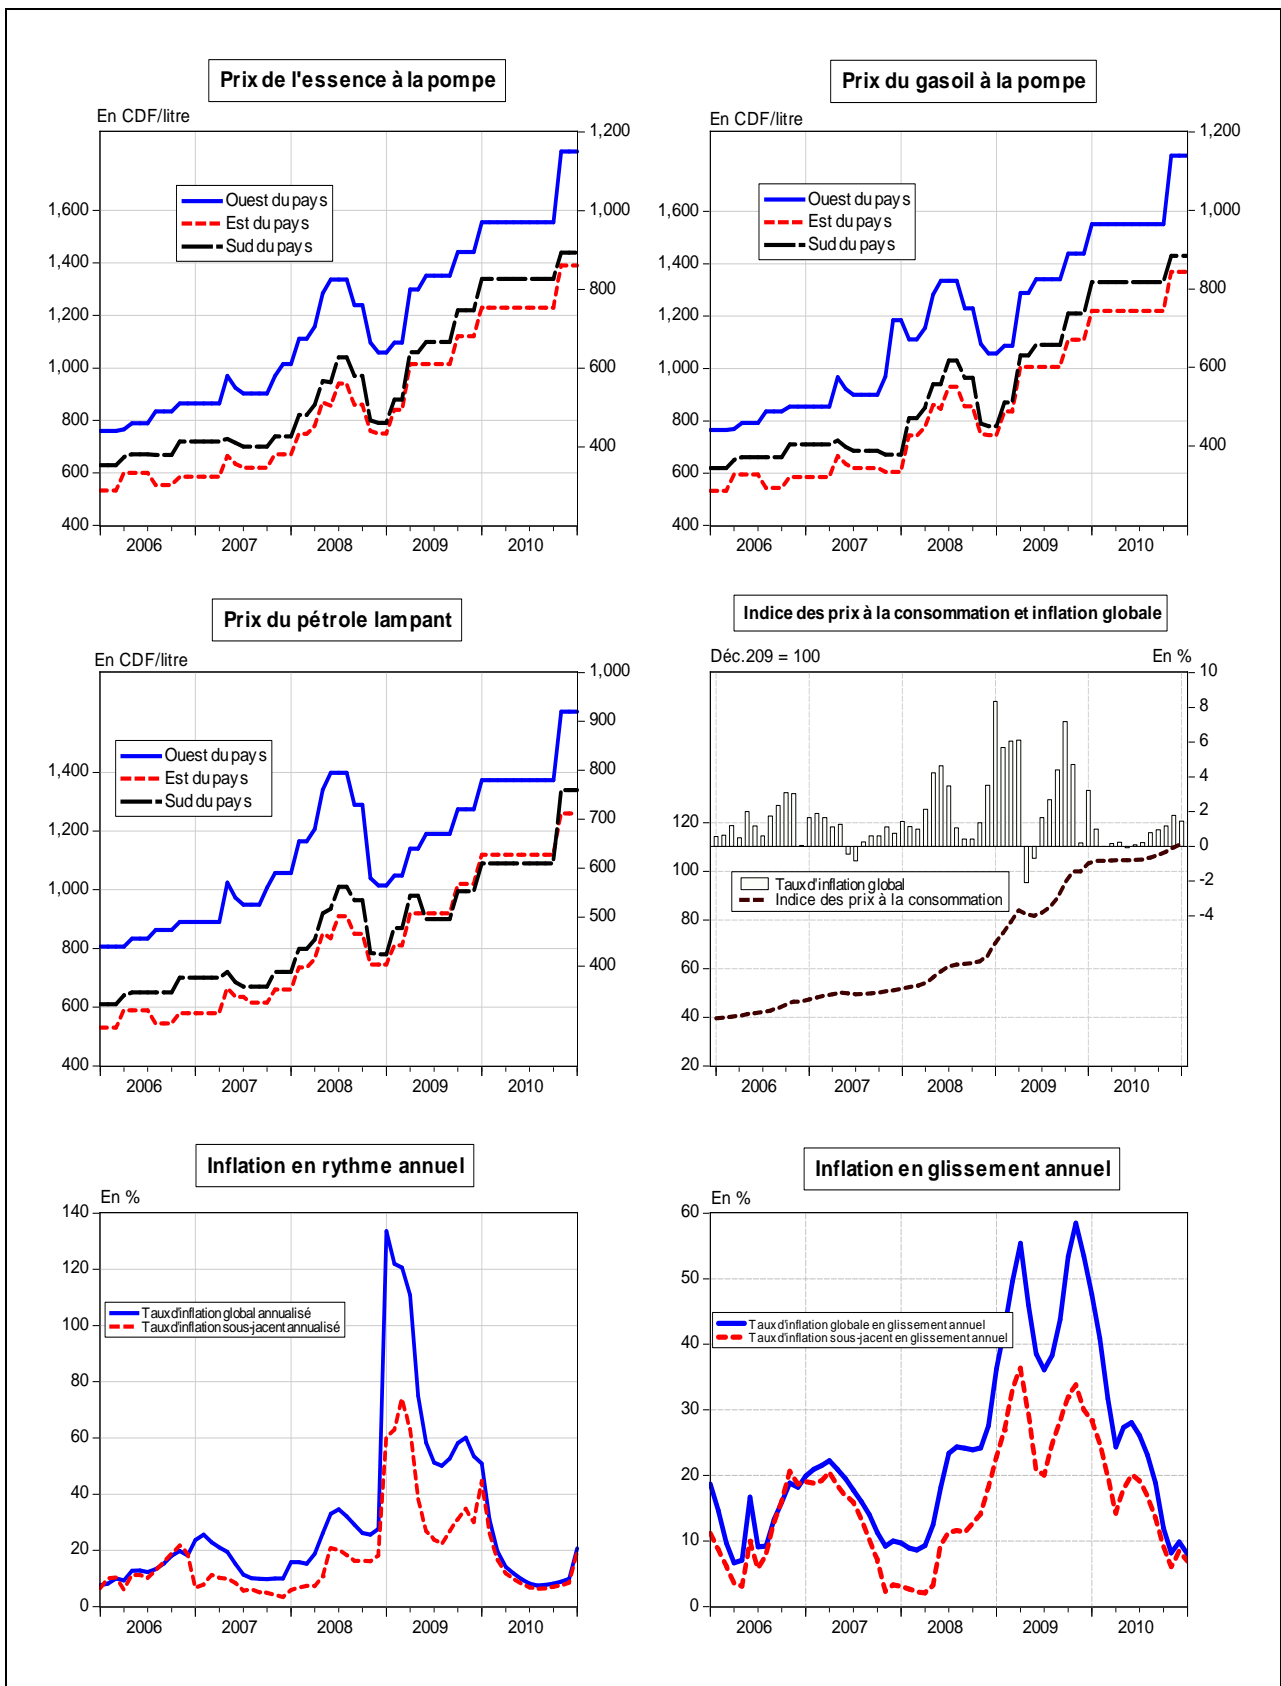 Prix de l'essence à la pompe
En CDF/litre
1,200
1,600
1,000
1,400
800
1,200
1,000
600
800
400
600
400
Ouest du pays
Est du pays
Sud du pays
2006 2007 2008 2009 2010
Prix du gasoil à la pompe
En CDF/litre
1,200
1,600
1,000
1,400
800
1,200
1,000
600
800
400
600
400
Ouest du pays
Est du pays
Sud du pays
2006 2007 2008 2009 2010
Prix du pétrole lampant
En CDF/litre
1,000
900
1,400
800
1,200
700
600
1,000
500
800
400
600
400
Ouest du pays
Est du pays
Sud du pays
2006 2007 2008 2009 2010
Indice des prix à la consommation et inflation globale
Déc.209 = 100
En %
10
8
6
4
2
120
0
100
-2
-4
80
60
40
20
Taux d'inflation global
Indice des prix à la consommation
2006 2007 2008 2009 2010
Inflation en rythme annuel
En %
140
120
100
80
60
40
20
0
Taux d'inflation global annualisé
Taux d'inflation sous-jacent annualisé
2006 2007 2008 2009 2010
Inflation en glissement annuel
En %
60
50
40
30
20
10
0
Taux d'inflation globale en glissement annuel
Taux d'inflation sous-jacent en glissement annuel
2006 2007 2008 2009 2010